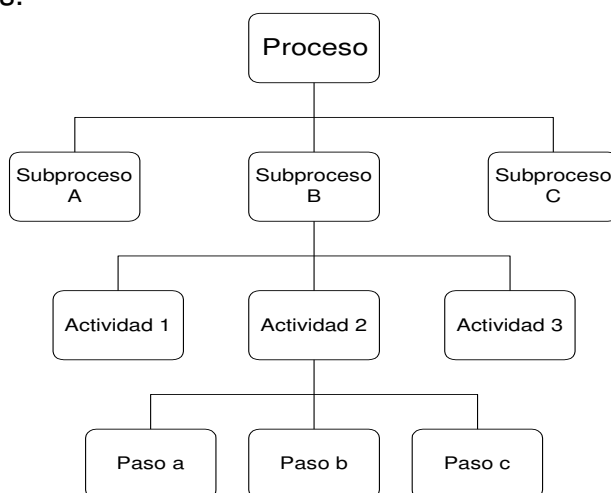 Proceso
Subproceso
A
Subproceso
B
Subproceso
C
Actividad 1
Actividad 2
Actividad 3
Paso a
Paso b
Paso c